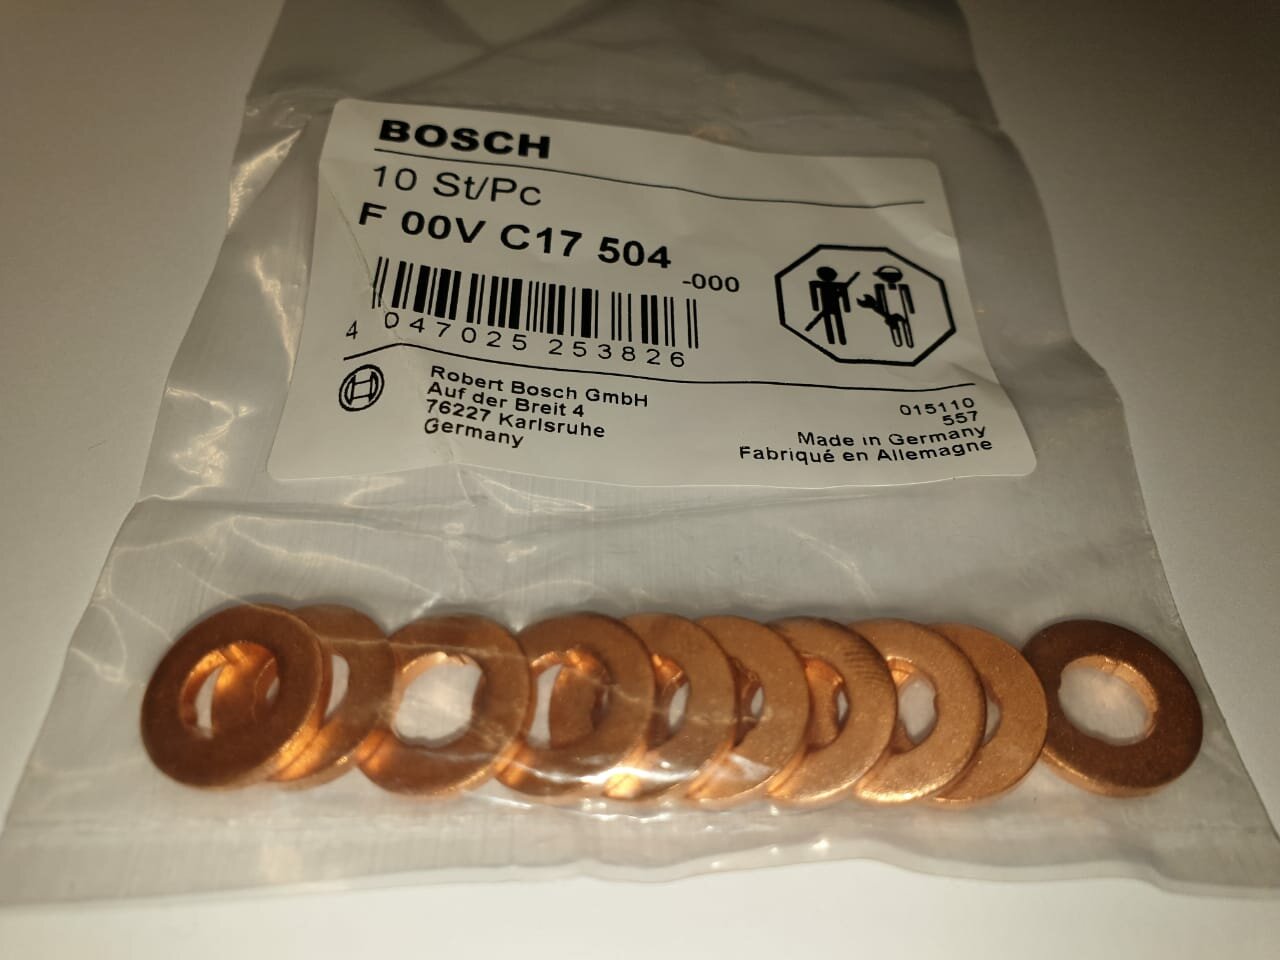 BOSCH
10 St/Pc
F 00V C17 504
-000
4 047025 253826
Robert Bosch GmbH
Auf der Breit 4
76227 Karlsruhe
Germany
015110
557
Made in Germany
Fabriqué en Allemagne